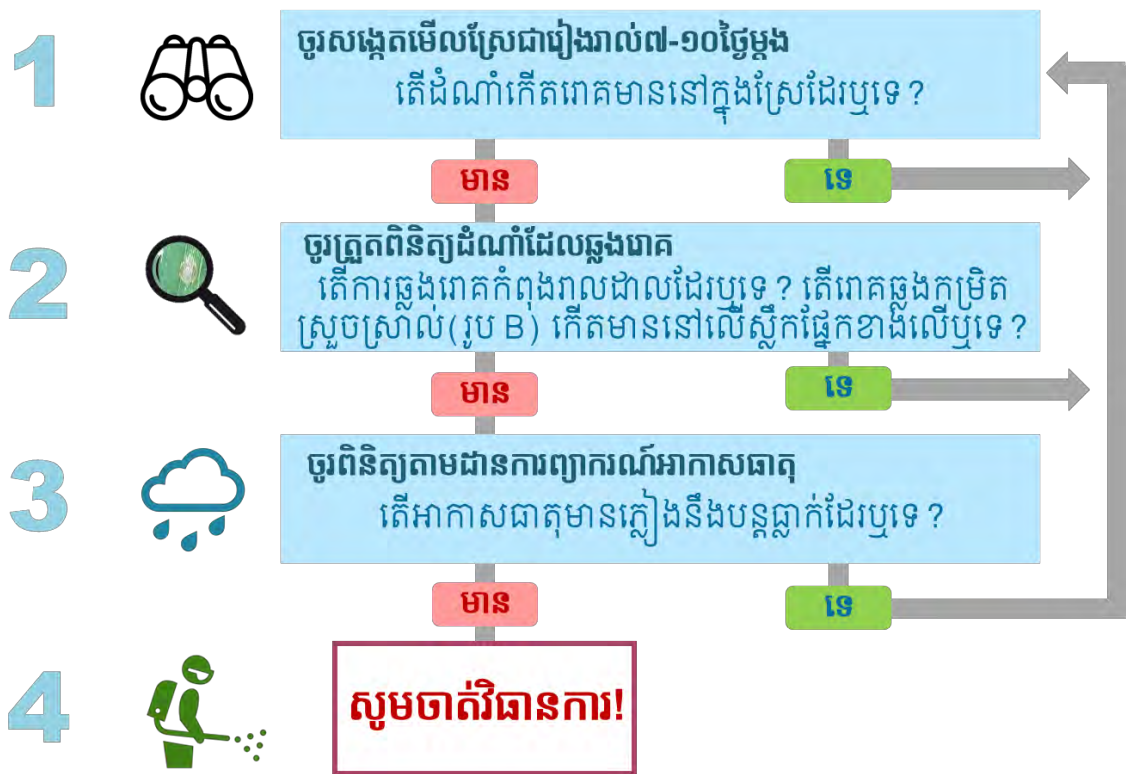 1
ចូរសង្កេតមើលស្រែជារៀងរាល់៧-១០ថ្ងៃម្តង
តើដំណាំកើតរោគមាននៅក្នុងស្រែដែរឬទេ?
មាន ទេ
2
ចូរត្រួតពិនិត្យដំណាំដែលឆ្លងរោគ
តើការឆ្លងរោគកំពុងរាលដាលដែរឬទេ? តើរោគឆ្លងកម្រិត
ស្រួចស្រាល់(រូប B) កើតមាននៅលើស្លឹកផ្នែកខាងលើឬទេ?
មាន ទេ
3
ចូរពិនិត្យតាមដានការព្យាករណ៍អាកាសធាតុ
តើអាកាសធាតុមានភ្លៀងនឹងបន្តធ្លាក់ដែរឬទេ?
មាន ទេ
4
សូមចាត់វិធានការ!